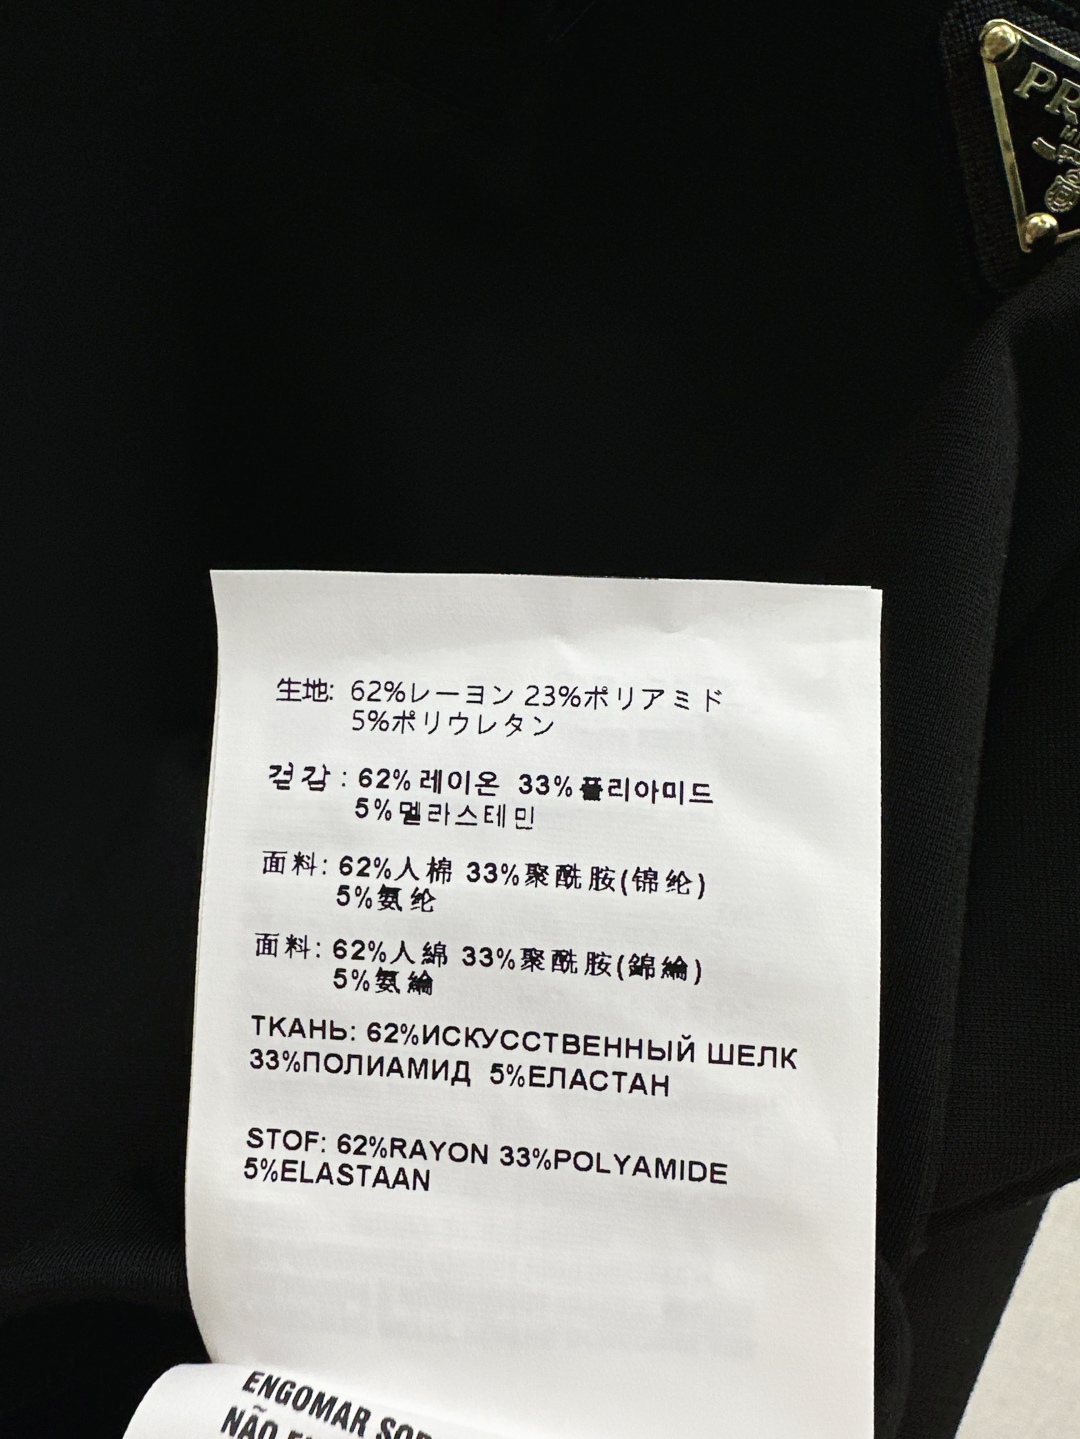 PR
生地: 62%レーヨン 23%ポリアミド
5%ポリウレタン
겉감 : 62%레이온 33%폴리아미드
5%멜라스테민
面料: 62%人棉 33%聚酰胺(锦纶)
5%氨纶
面料: 62%人綿 33%聚酰胺(錦綸)
5%氨綸
ТКАНЬ: 62%ИСКУССТВЕННЫЙ ШЕЛК
33%ПОЛИАМИД 5%ЕЛАСТАН
STOF: 62%RAYON 33%POLYAMIDE
5%ELASTAAN
ENGOMAR
NÃO